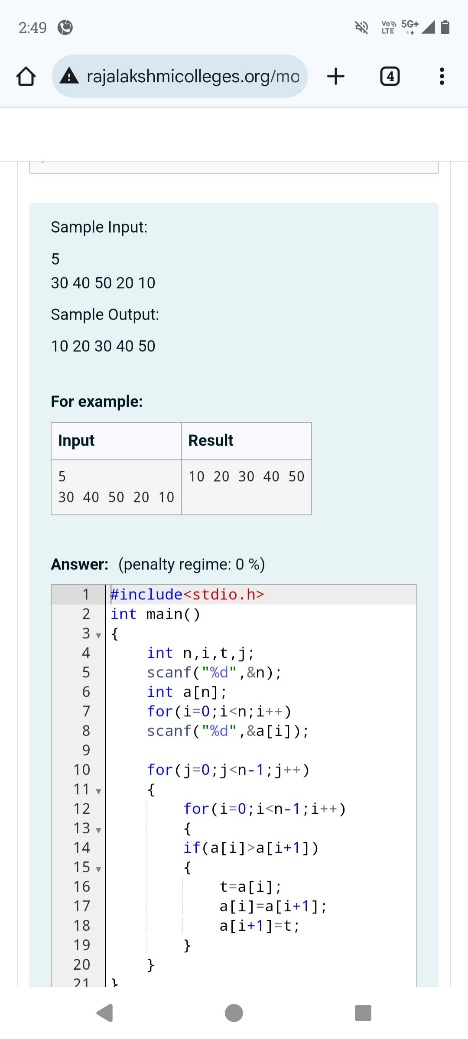 2:49
Vo)) 5G+
LTE
rajalakshmicolleges.org/mo
4
Sample Input:
5
30 40 50 20 10
Sample Output:
10 20 30 40 50
For example:
Input Result
5 10 20 30 40 50
30 40 50 20 10
Answer: (penalty regime: 0 %)
1 #include<stdio.h>
2 int main()
3 {
4 int n,i,t,j;
5 scanf("%d",&n);
6 int a[n];
7 for(i=0;i<n;i++)
8 scanf("%d",&a[i]);
9
10 for(j=0;j<n-1;j++)
11 {
12 for(i=0;i<n-1;i++)
13 {
14 if(a[i]>a[i+1])
15 {
16 t=a[i];
17 a[i]=a[i+1];
18 a[i+1]=t;
19 }
20 }
21 }